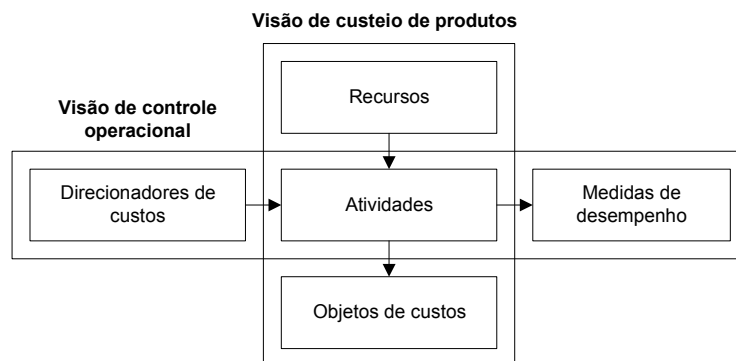 Visão de custeio de produtos
Recursos
Visão de controle
operacional
Direcionadores de
custos
Atividades
Medidas de
desempenho
Objetos de custos